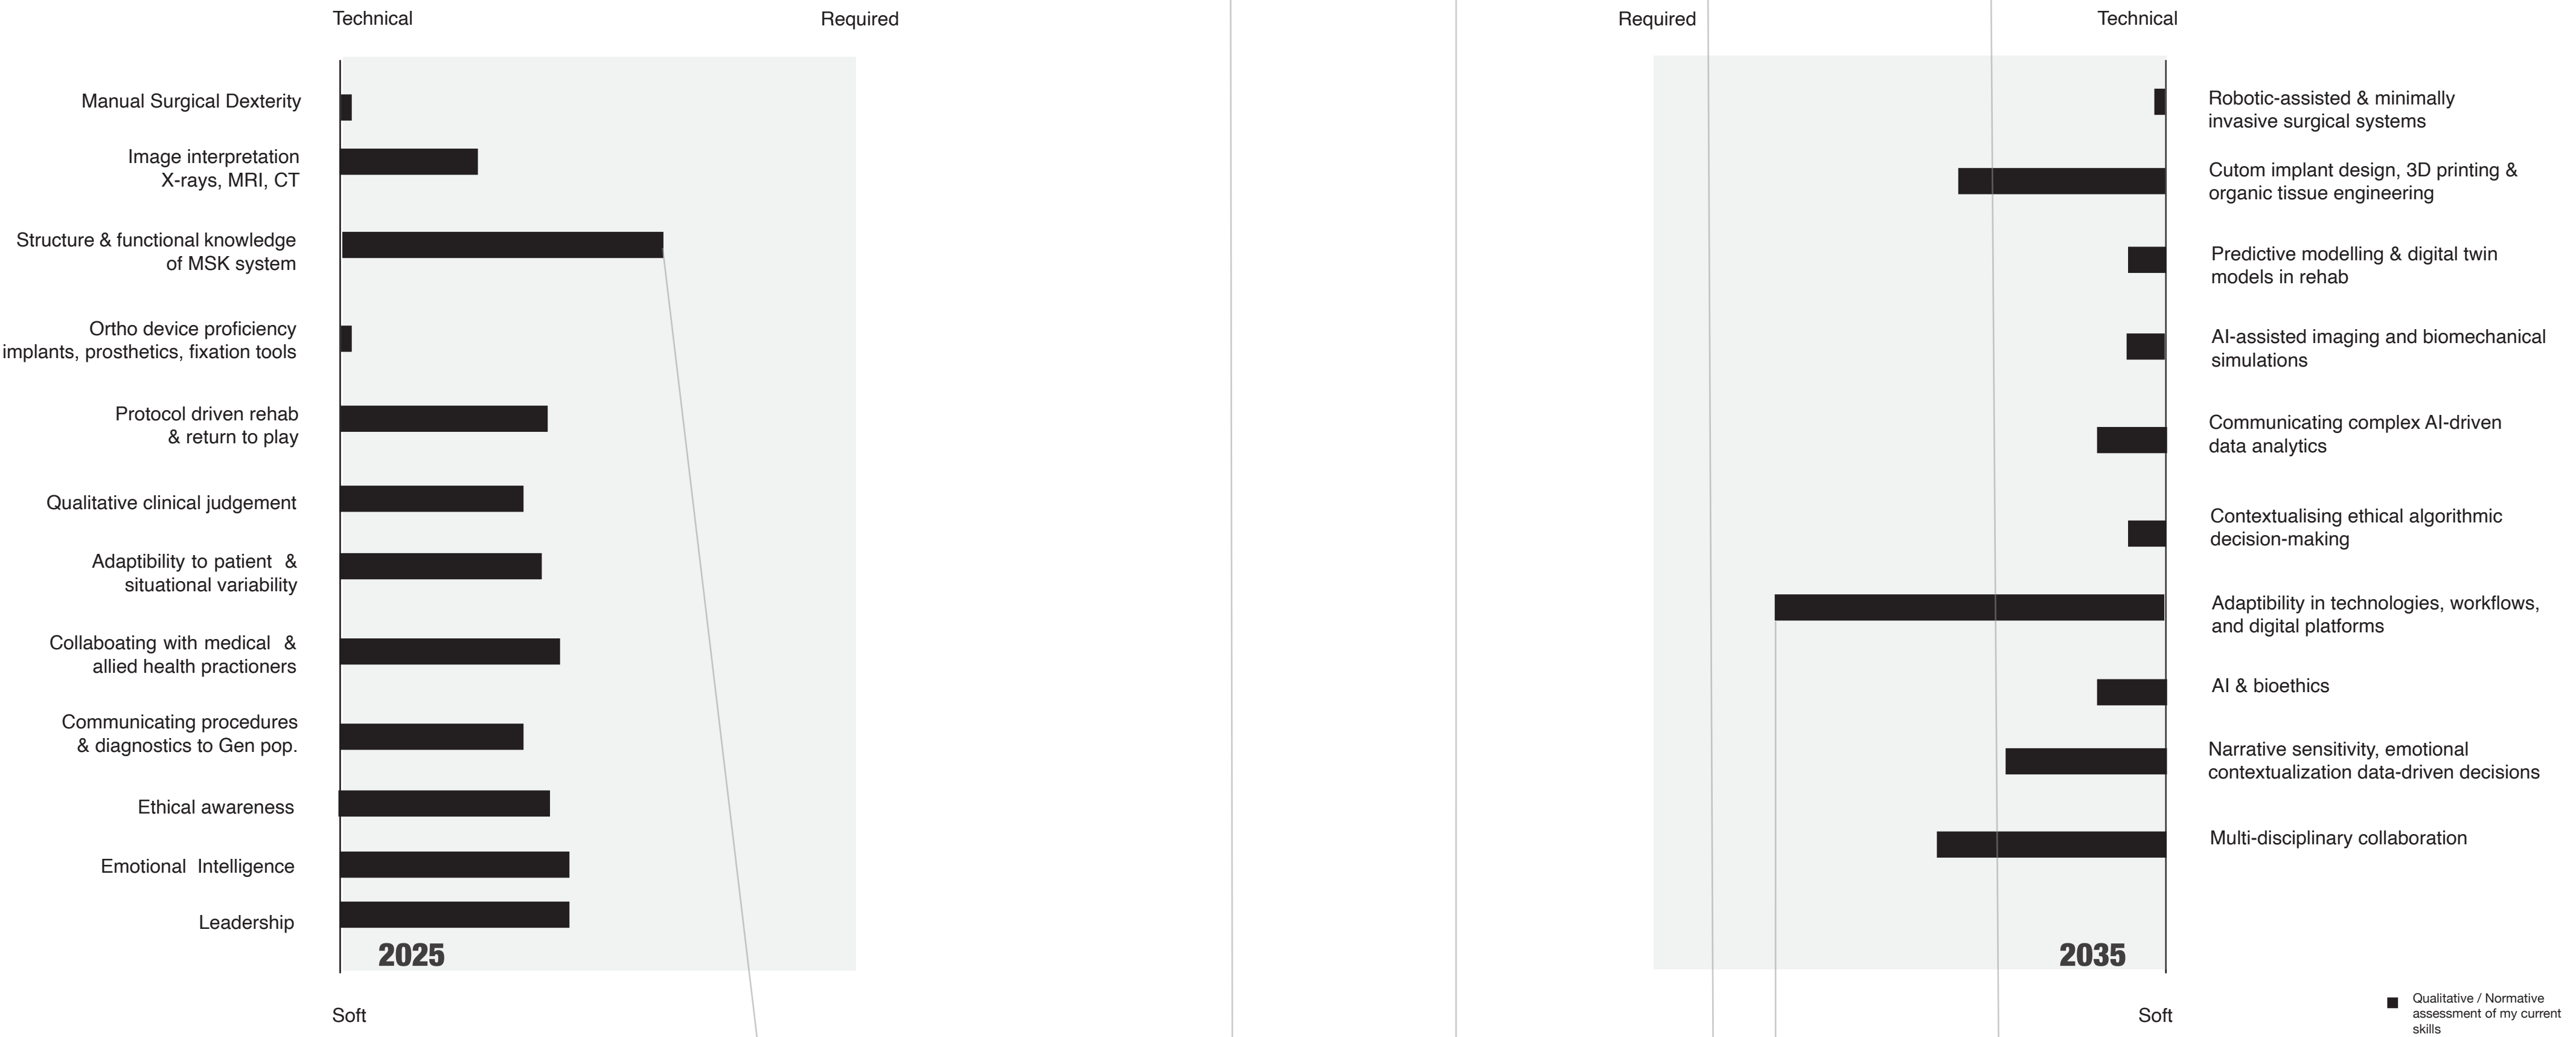 Technical
Required
Manual Surgical Dexterity
Image interpretation
X-rays, MRI, CT
Structure & functional knowledge
of MSK system
Ortho device proficiency
implants, prosthetics, fixation tools
Protocol driven rehab
& return to play
Qualitative clinical judgement
Adaptibility to patient &
situational variability
Collaboating with medical &
allied health practioners
Communicating procedures
& diagnostics to Gen pop.
Ethical awareness
Emotional Intelligence
Leadership
2025
Soft
Required
Technical
Robotic-assisted & minimally
invasive surgical systems
Cutom implant design, 3D printing &
organic tissue engineering
Predictive modelling & digital twin
models in rehab
AI-assisted imaging and biomechanical
simulations
Communicating complex AI-driven
data analytics
Contextualising ethical algorithmic
decision-making
Adaptibility in technologies, workflows,
and digital platforms
AI & bioethics
Narrative sensitivity, emotional
contextualization data-driven decisions
Multi-disciplinary collaboration
2035
Soft
Qualitative / Normative
assessment of my current
skills